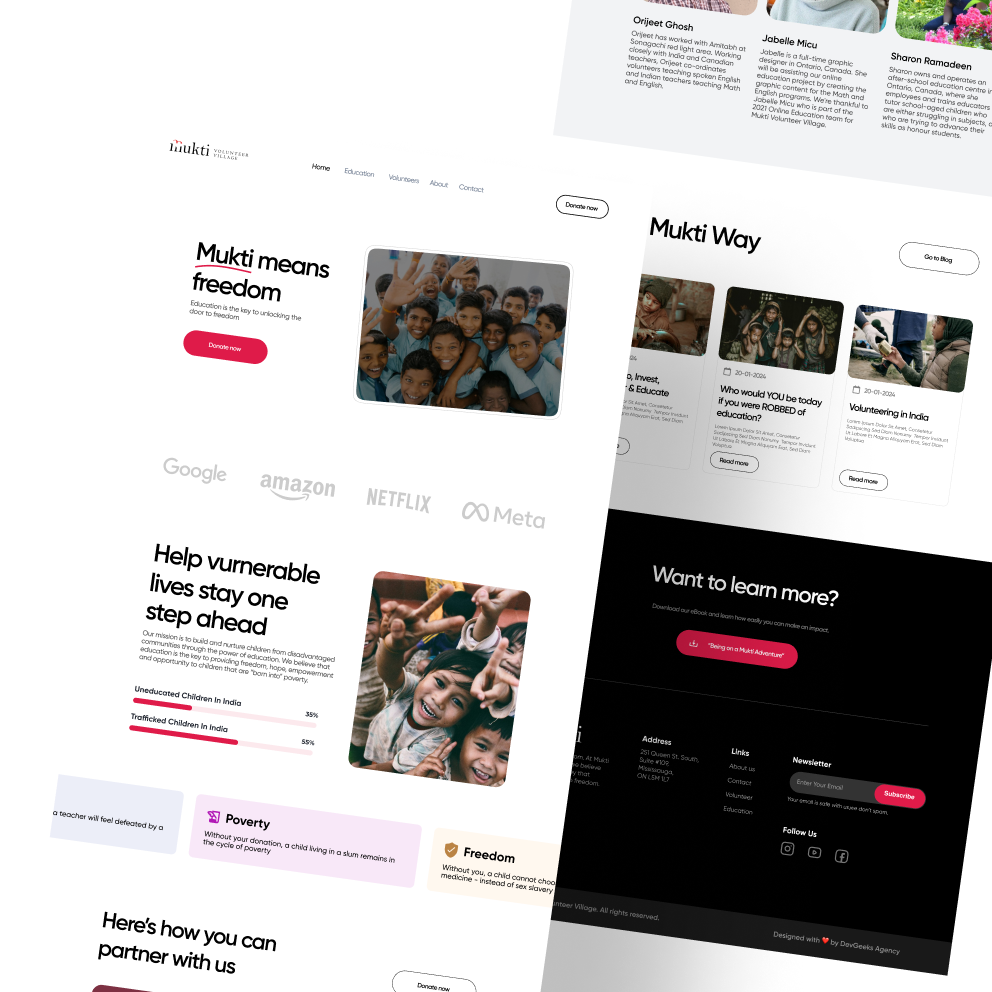 mukti VOLUNTEER
VILLAGE
Home
Education
Volunteers
About
Contact
Donate now
Mukti means
freedom
Education is the key to unlocking the
door to freedom
Donate now
Google
amazon
NETFLIX
Meta
Help vurnerable
lives stay one
step ahead
Our mission is to build and nurture children from disadvantaged
communities through the power of education. We believe that
education is the key to providing freedom, hope, empowerment
and opportunity to children that are "born into" poverty.
Uneducated Children In India
35%
Trafficked Children In India
55%
a teacher will feel defeated by a
Poverty
Without your donation, a child living in a slum remains in
the cycle of poverty
Freedom
Without you, a child cannot choo
medicine - instead of sex slavery
Here's how you can
partner with us
Donate now
Orijeet Ghosh
Orijeet has worked with Amitabh at
Sonagachi red light area. Working
closely with India and Canadian
teachers, Orijeet co-ordinates
volunteers teaching spoken English
and Indian teachers teaching Math
and English.
Jabelle Micu
Jabelle is a full-time graphic
designer in Ontario, Canada. She
will be assisting our online
education project by creating the
graphic content for the Math and
English programs. We're thankful to
Jabelle Micu who is part of the
2021 Online Education team for
Mukti Volunteer Village.
Sharon Ramadeen
Sharon owns and operates an
after-school education centre in
Ontario, Canada, where she
employees and trains educators
tutor school-aged children who
are either struggling in subjects, o
who are trying to advance their
skills as honour students.
Mukti Way
Go to Blog
2024
o, Invest,
r & Educate
20-01-2024
Who would YOU be today
if you were ROBBED of
education?
Lorem Ipsum Dolor Sit Amet, Consetetur
Sadipscing Sed Diam Nonumy Tempor Invidunt
Ut Labore Et Magna Aliquyam Erat, Sed Diam
Voluptua
Read more
20-01-2024
Volunteering in India
Lorem Ipsum Dolor Sit Amet, Consetetur
Sadipscing Sed Diam Nonumy Tempor Invidunt
Ut Labore Et Magna Aliquyam Erat, Sed Diam
Voluptua
Read more
Want to learn more?
Download our eBook and learn how easily you can make an impact.
"Being on a Mukti Adventure"
om. At Mukti
es believe
y that
s freedom.
Address
251 Queen St. South,
Suite #109,
Mississauga,
ON L5M 1L7
Links
About us
Contact
Volunteer
Education
Newsletter
Enter Your Email
Subscribe
Your email is safe with us,we don't spam.
Follow Us
unteer Village. All rights reserved.
Designed with ❤️ by DevGeeks Agency